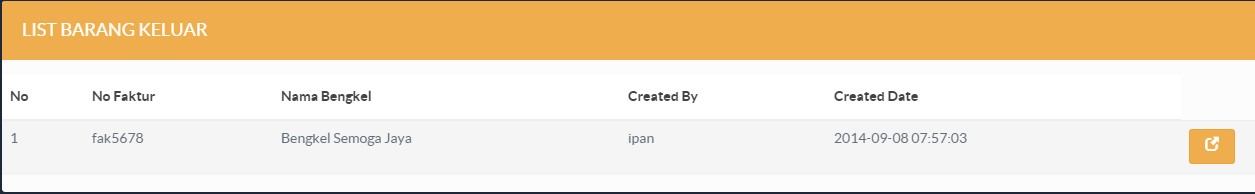 LIST BARANG KELUAR
No No Faktur Nama Bengkel Created By Created Date
1 fak5678 Bengkel Semoga Jaya ipan 2014-09-08 07:57:03